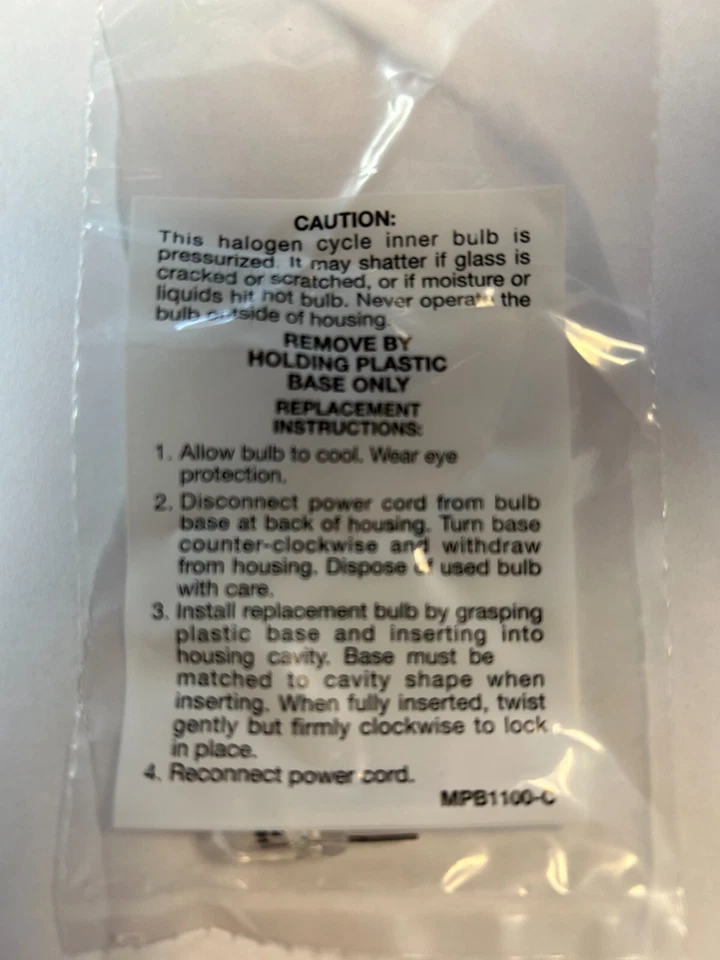 CAUTION:
This halogen cycle inner bulb is
pressurized. It may shatter if glass is
cracked or scratched, or if moisture or
liquids hit hot bulb. Never operate the
bulb outside of housing.
REMOVE BY
HOLDING PLASTIC
BASE ONLY
REPLACEMENT
INSTRUCTIONS:
1. Allow bulb to cool. Wear eye
protection.
2. Disconnect power cord from bulb
base at back of housing. Turn base
counter-clockwise and withdraw
from housing. Dispose of used bulb
with care.
3. Install replacement bulb by grasping
plastic base and inserting into
housing cavity. Base must be
matched to cavity shape when
inserting. When fully inserted, twist
gently but firmly clockwise to lock
in place.
4. Reconnect power cord.
MPB1100-C